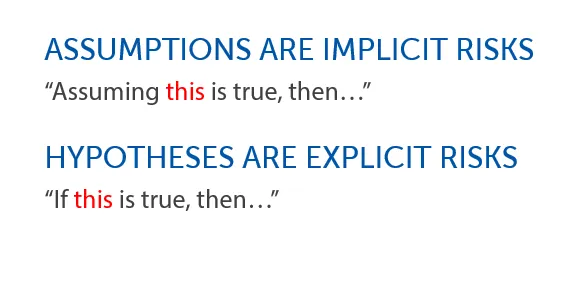 ASSUMPTIONS ARE IMPLICIT RISKS
“Assuming this is true, then…”
HYPOTHESES ARE EXPLICIT RISKS
“If this is true, then…”